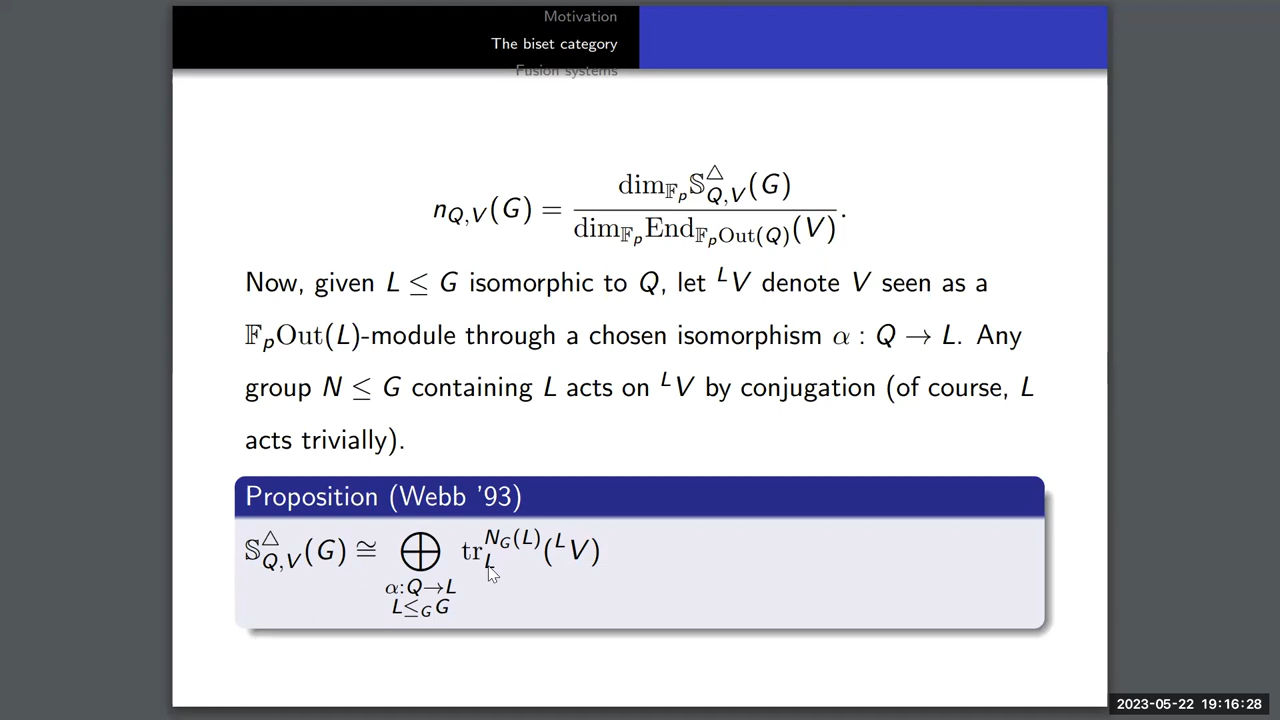 Motivation
The biset category
Fusion systems
n_{Q,V}(G) = \frac{dim_{𝔽_p} 𝕊^△_{Q,V}(G)}{dim_{𝔽_p} End_{𝔽_p Out(Q)}(V)}.
Now, given L ≤ G isomorphic to Q, let ^L V denote V seen as a
𝔽_p Out(L)-module through a chosen isomorphism α : Q → L. Any
group N ≤ G containing L acts on ^L V by conjugation (of course, L
acts trivially).
Proposition (Webb '93)
𝕊^△_{Q,V}(G) ≅ ⊕_{α:Q→L, L≤_G G} tr_L^{N_G(L)}(^L V)
2023-05-22 19:16:28